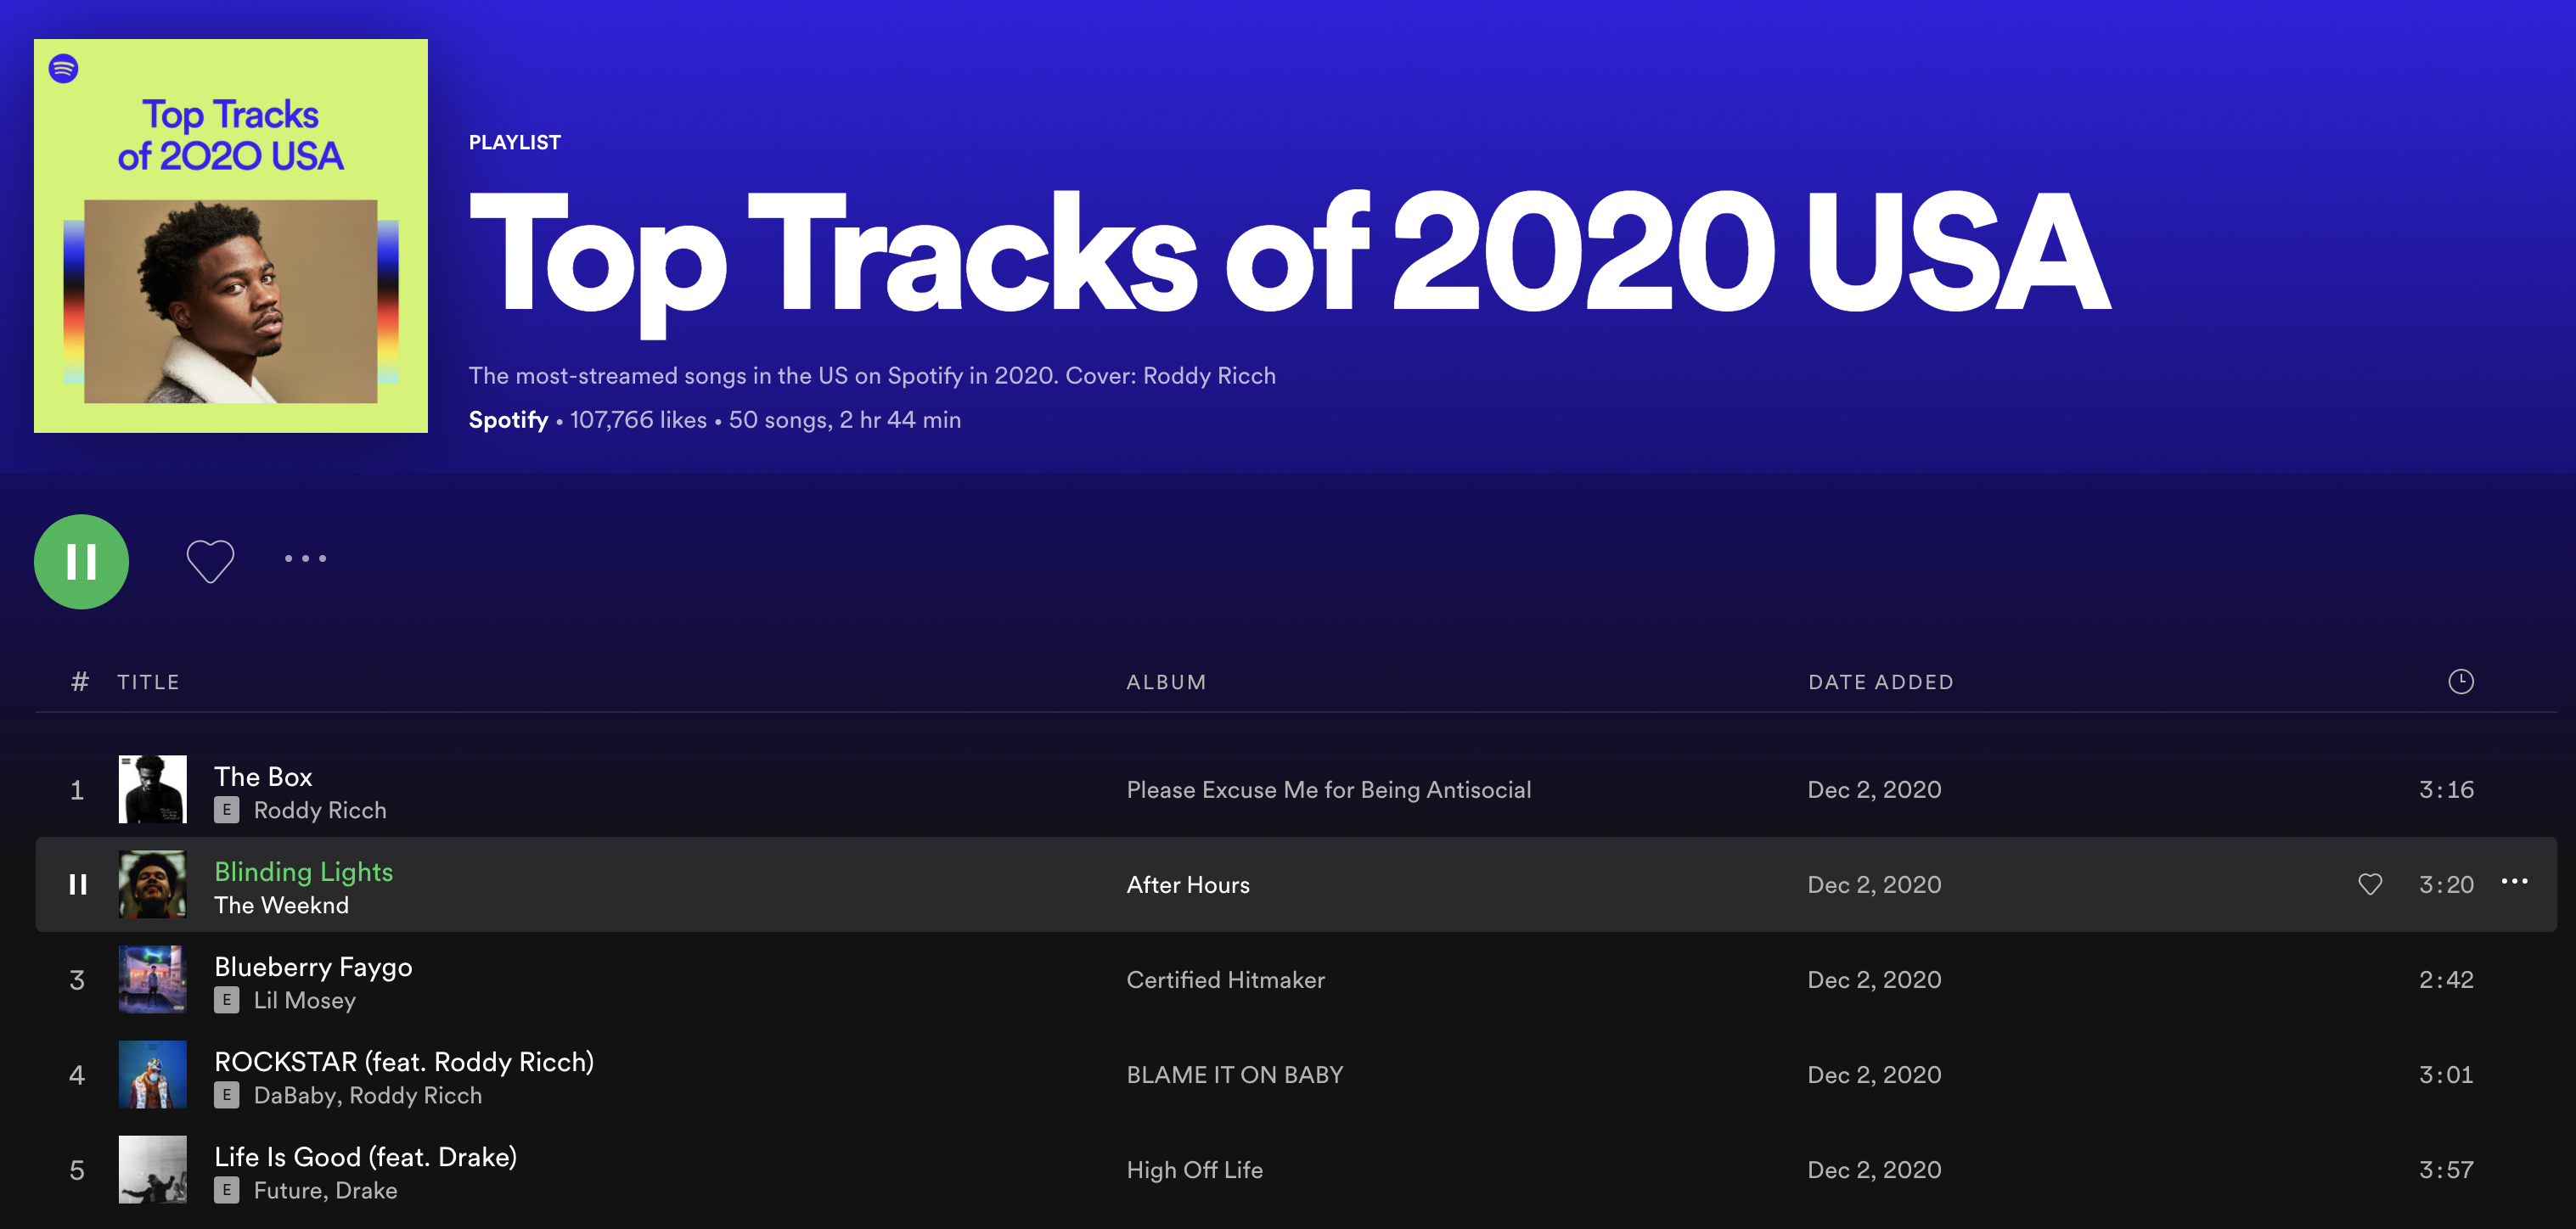 Top Tracks
of 2020 USA
PLAYLIST
Top Tracks of 2020 USA
The most-streamed songs in the US on Spotify in 2020. Cover: Roddy Ricch
Spotify • 107,766 likes • 50 songs, 2 hr 44 min
# TITLE ALBUM DATE ADDED
1 The Box Please Excuse Me for Being Antisocial Dec 2, 2020 3:16
E Roddy Ricch
Blinding Lights After Hours Dec 2, 2020 3:20
The Weeknd
3 Blueberry Faygo Certified Hitmaker Dec 2, 2020 2:42
E Lil Mosey
4 ROCKSTAR (feat. Roddy Ricch) BLAME IT ON BABY Dec 2, 2020 3:01
E DaBaby, Roddy Ricch
5 Life Is Good (feat. Drake) High Off Life Dec 2, 2020 3:57
E Future, Drake